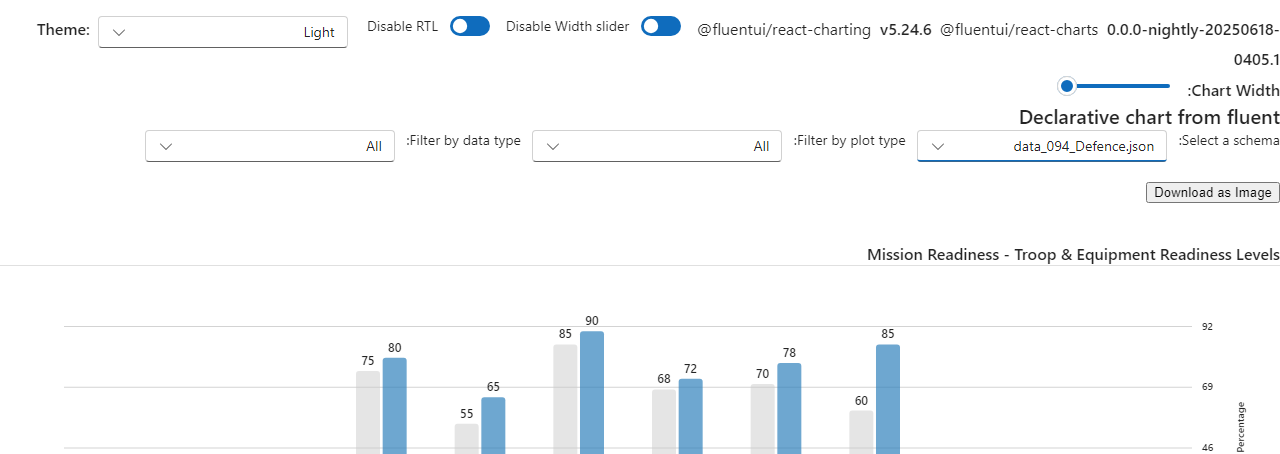 Theme: Light Disable RTL Disable Width slider @fluentui/react-charting v5.24.6 @fluentui/react-charts 0.0.0-nightly-20250618-
0405.1
:Chart Width
Declarative chart from fluent
:Select a schema data_094_Defence.json :Filter by plot type All :Filter by data type All
Download as Image
Mission Readiness - Troop & Equipment Readiness Levels
92
90
85 85
80
78
75
72
70
68
69
65
60
55
46
Percentage